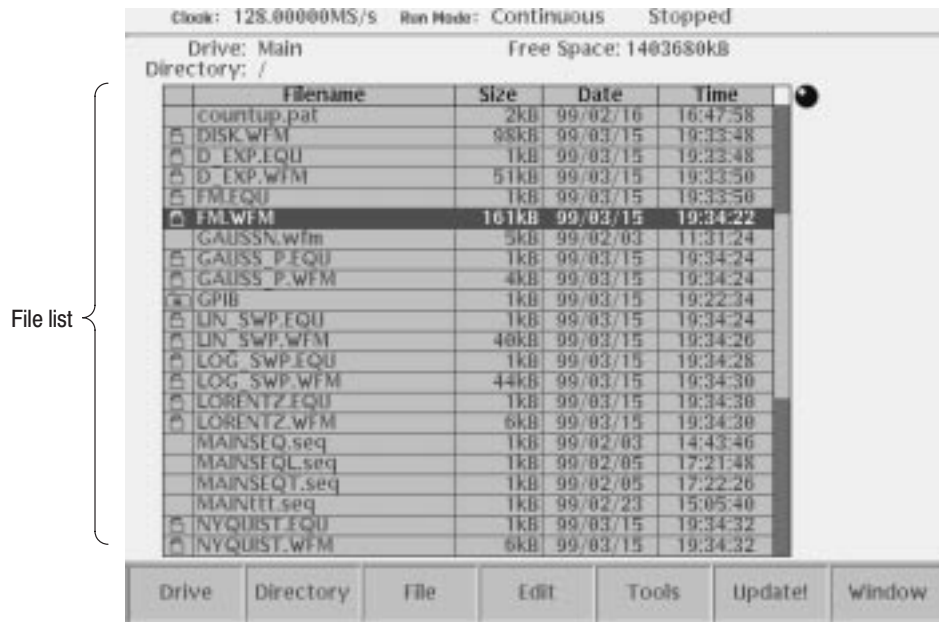 Clock: 128.00000MS/s Run Mode: Continuous Stopped
Drive: Main Free Space: 1403680kB
Directory: /
Filename Size Date Time
countup.pat 2kB 99/02/16 16:47:58
DISK.WFM 98kB 99/03/15 19:33:48
D_EXP.EQU 1kB 99/03/15 19:33:48
D_EXP.WFM 51kB 99/03/15 19:33:50
FM.EQU 1kB 99/03/15 19:33:50
FM.WFM 161kB 99/03/15 19:34:22
GAUSSN.wfm 5kB 99/02/03 11:31:24
GAUSS_P.EQU 1kB 99/03/15 19:34:24
GAUSS_P.WFM 4kB 99/03/15 19:34:24
GPIB 1kB 99/03/15 19:22:34
File list
LIN_SWP.EQU 1kB 99/03/15 19:34:24
LIN_SWP.WFM 40kB 99/03/15 19:34:26
LOG_SWP.EQU 1kB 99/03/15 19:34:28
LOG_SWP.WFM 44kB 99/03/15 19:34:30
LORENTZ.EQU 1kB 99/03/15 19:34:30
LORENTZ.WFM 6kB 99/03/15 19:34:30
MAINSEQ.seq 1kB 99/02/03 14:43:46
MAINSEQL.seq 1kB 99/02/05 17:21:48
MAINSEQT.seq 1kB 99/02/05 17:22:26
MAINttt.seq 1kB 99/02/23 15:05:40
NYQUIST.EQU 1kB 99/03/15 19:34:32
NYQUIST.WFM 6kB 99/03/15 19:34:32
Drive Directory File Edit Tools Update! Window